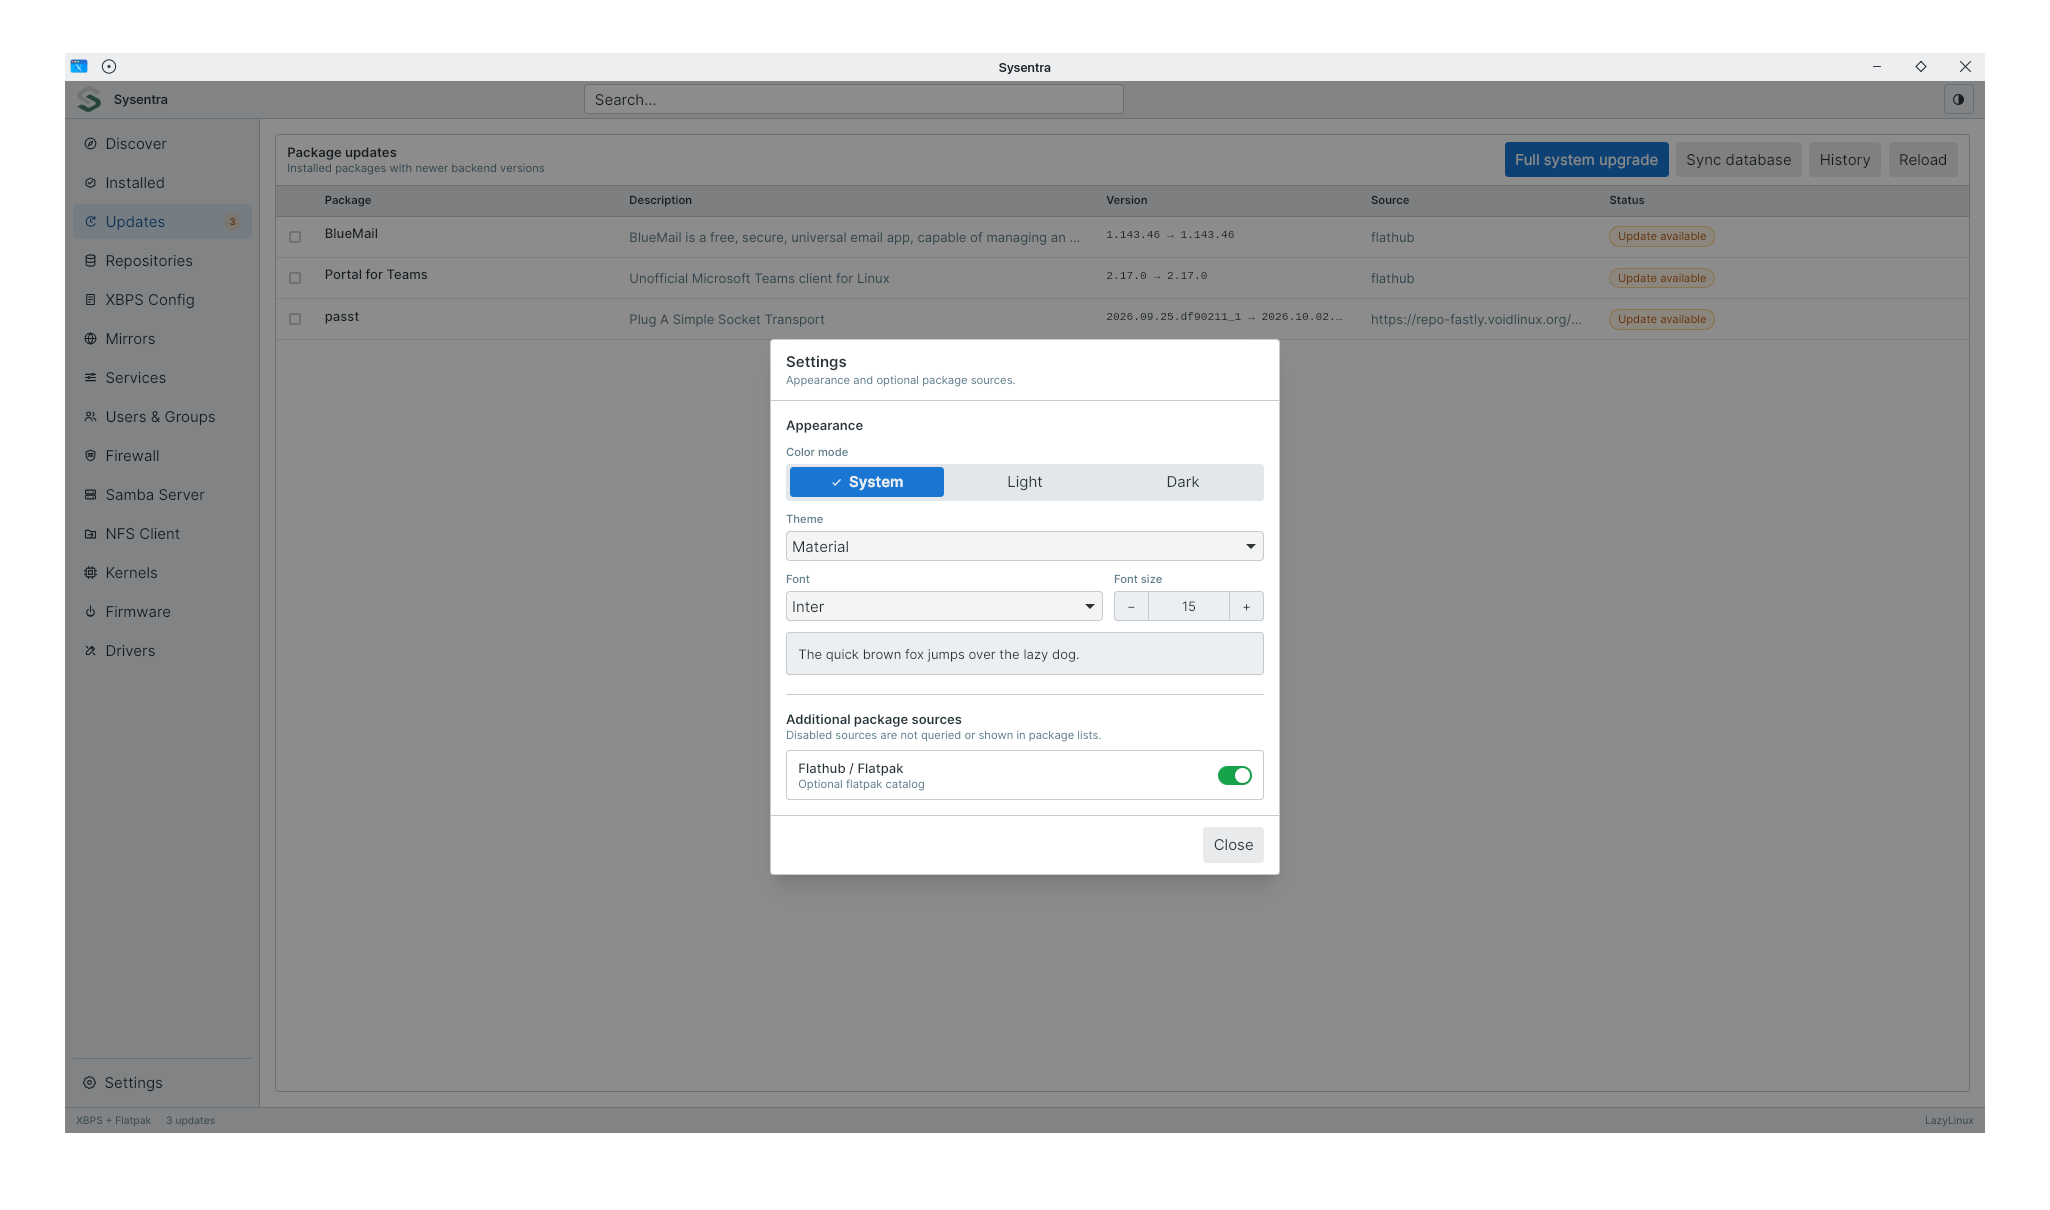 Sysentra
Sysentra
Search...
Discover
Installed
Updates 3
Repositories
XBPS Config
Mirrors
Services
Users & Groups
Firewall
Samba Server
NFS Client
Kernels
Firmware
Drivers
Settings
Package updates
Installed packages with newer backend versions
Full system upgrade Sync database History Reload
Package Description Version Source Status
BlueMail BlueMail is a free, secure, universal email app, capable of managing an ... 1.143.46 → 1.143.46 flathub Update available
Portal for Teams Unofficial Microsoft Teams client for Linux 2.17.0 → 2.17.0 flathub Update available
passt Plug A Simple Socket Transport 2026.09.25.df90211_1 → 2026.10.02.... https://repo-fastly.voidlinux.org/... Update available
Settings
Appearance and optional package sources.
Appearance
Color mode
System Light Dark
Theme
Material
Font Font size
Inter − 15 +
The quick brown fox jumps over the lazy dog.
Additional package sources
Disabled sources are not queried or shown in package lists.
Flathub / Flatpak
Optional flatpak catalog
Close
XBPS + Flatpak 3 updates LazyLinux